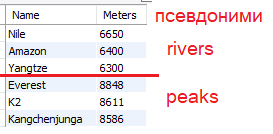 Name Meters псевдоними
Nile 6650
Amazon 6400 rivers
Yangtze 6300
Everest 8848
K2 8611 peaks
Kangchenjunga 8586